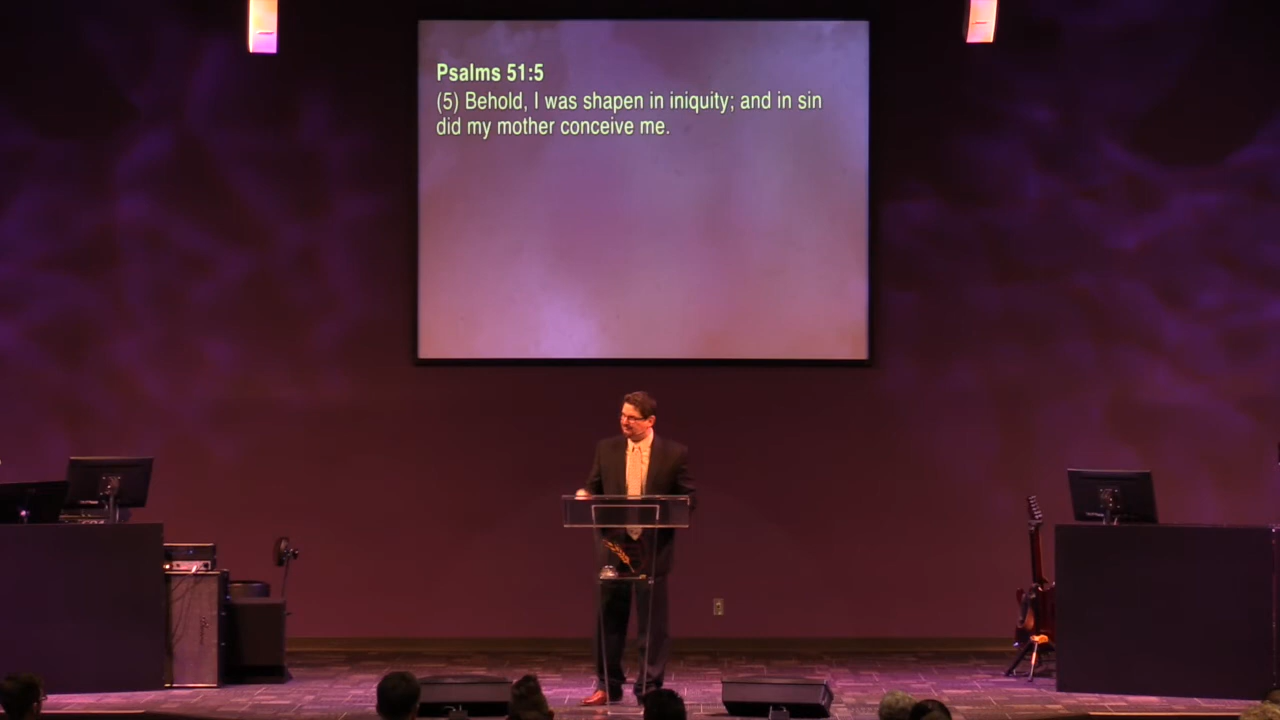 Psalms 51:5
(5) Behold, I was shapen in iniquity; and in sin
did my mother conceive me.